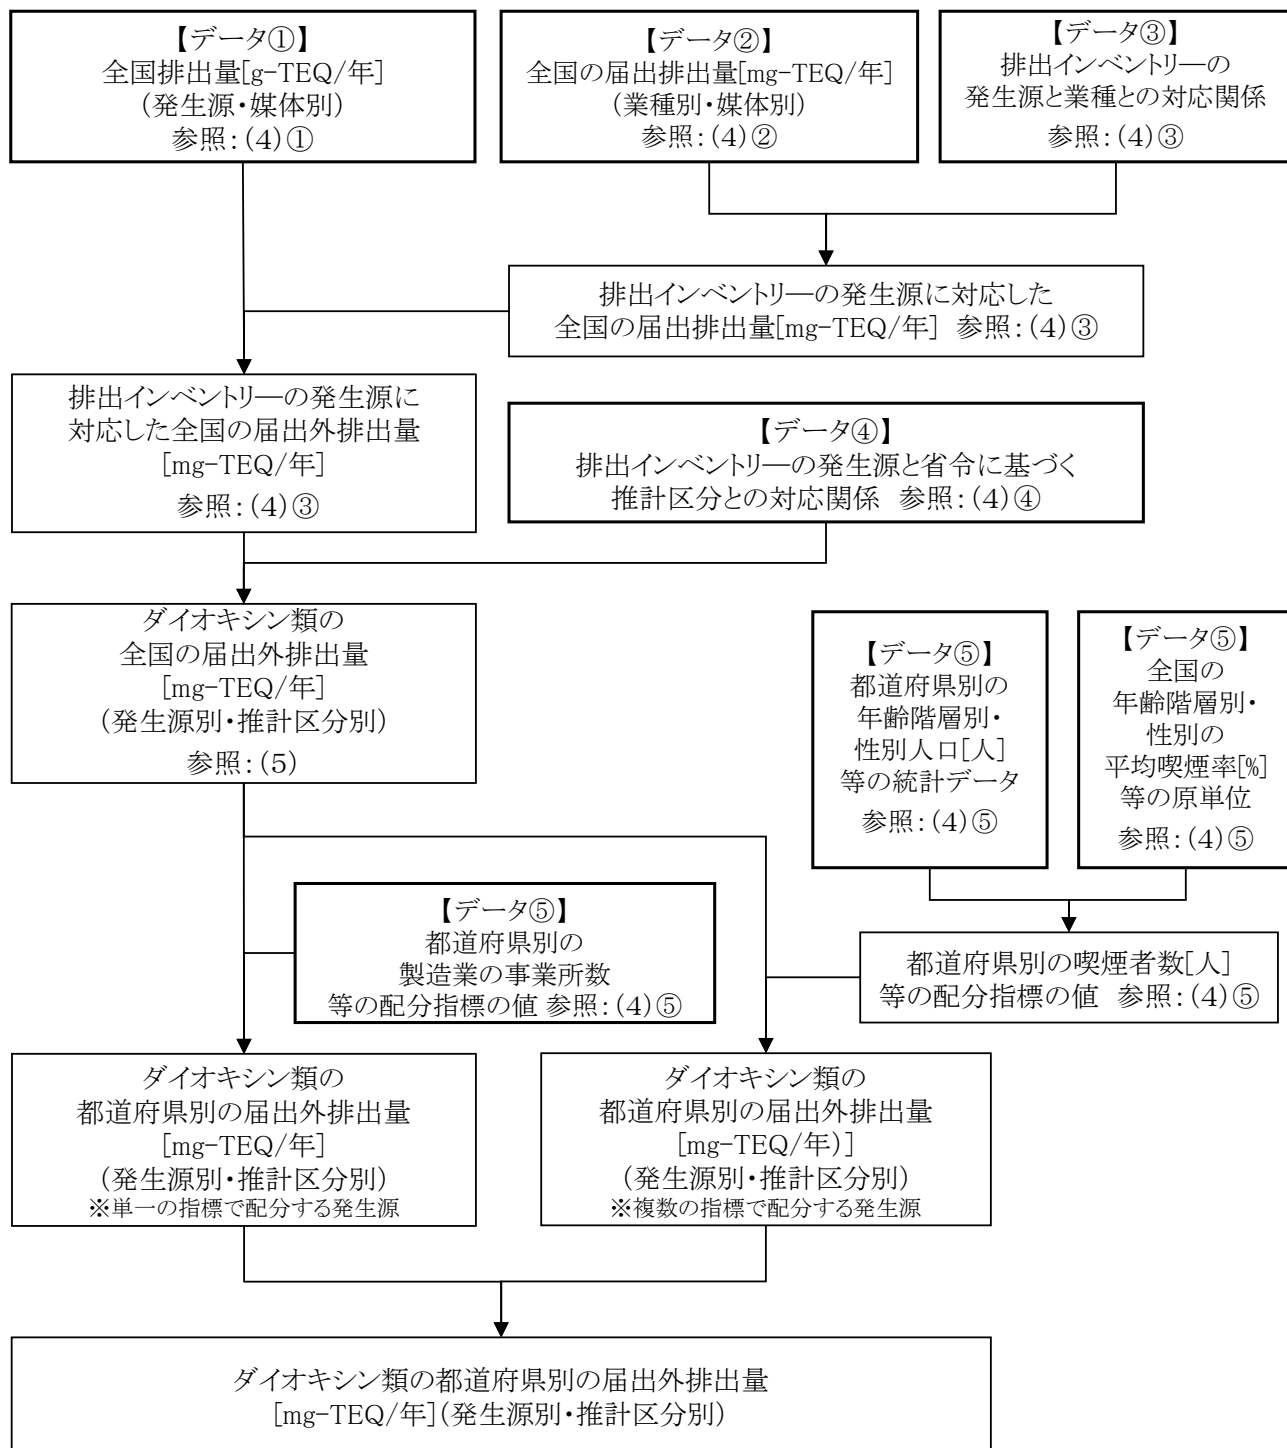 【データ①】
全国排出量[g-TEQ/年]
(発生源・媒体別)
参照:(4)①
【データ②】
全国の届出排出量[mg-TEQ/年]
(業種別・媒体別)
参照:(4)②
【データ③】
排出インベントリーの
発生源と業種との対応関係
参照:(4)③
排出インベントリーの発生源に対応した
全国の届出排出量[mg-TEQ/年] 参照:(4)③
排出インベントリーの発生源に
対応した全国の届出外排出量
[mg-TEQ/年]
参照:(4)③
【データ④】
排出インベントリーの発生源と省令に基づく
推計区分との対応関係 参照:(4)④
ダイオキシン類の
全国の届出外排出量
[mg-TEQ/年]
(発生源別・推計区分別)
参照:(5)
【データ⑤】
都道府県別の
年齢階層別・
性別人口[人]
等の統計データ
参照:(4)⑤
【データ⑤】
全国の
年齢階層別・
性別の
平均喫煙率[%]
等の原単位
参照:(4)⑤
【データ⑤】
都道府県別の
製造業の事業所数
等の配分指標の値 参照:(4)⑤
都道府県別の喫煙者数[人]
等の配分指標の値 参照:(4)⑤
ダイオキシン類の
都道府県別の届出外排出量
[mg-TEQ/年]
(発生源別・推計区分別)
※単一の指標で配分する発生源
ダイオキシン類の
都道府県別の届出外排出量
[mg-TEQ/年)]
(発生源別・推計区分別)
※複数の指標で配分する発生源
ダイオキシン類の都道府県別の届出外排出量
[mg-TEQ/年](発生源別・推計区分別)